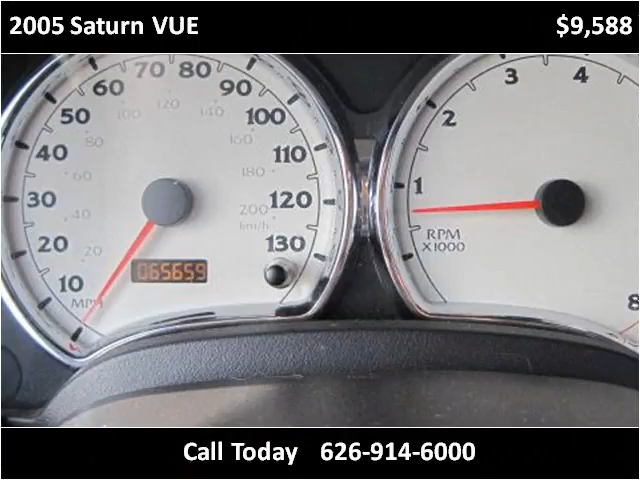 2005 Saturn VUE $9,588
70 80
60 90
50 100 120 140 100
40 80 160 110
60 180
30 200 120
40 km/h
20 20 130
10 065659
MPH
3 4
2
1
RPM
X1000
8
Call Today 626-914-6000